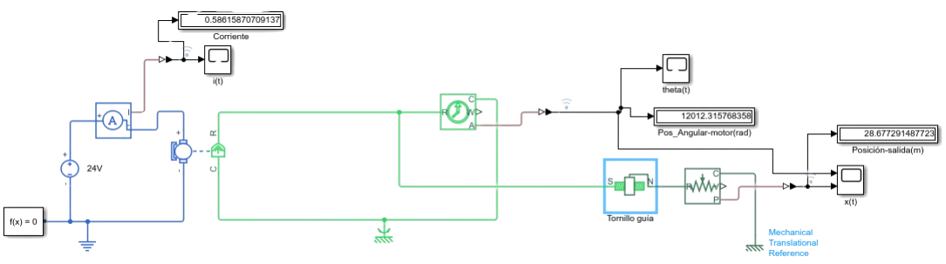 0.58615870709137
Corriente
i(t)
I
+
A
+
24V
-
+
-
f(x) = 0
R
C
R
C
W
A
theta(t)
12012.315768358
Pos_Angular-motor(rad)
28.677291487723
Posición-salida(m)
x(t)
S
N
Tornillo guía
R
C
V
P
Mechanical
Translational
Reference